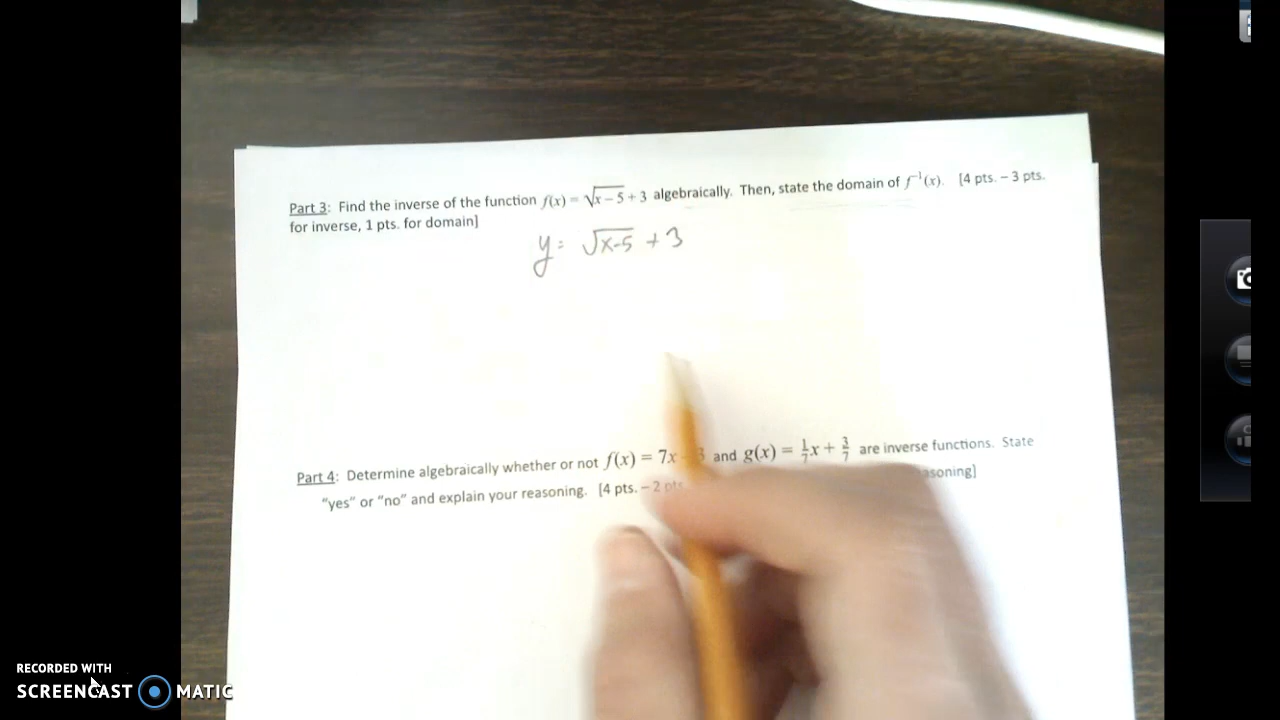 Part 3: Find the inverse of the function f(x) = √x − 5 + 3 algebraically. Then, state the domain of f⁻¹(x). [4 pts. – 3 pts.
for inverse, 1 pts. for domain]
y = √x-5 + 3
Part 4: Determine algebraically whether or not f(x) = 7x − 3 and g(x) = 1/7 x + 3/7 are inverse functions. State
"yes" or "no" and explain your reasoning. [4 pts. – 2 pts
RECORDED WITH
SCREENCAST MATIC